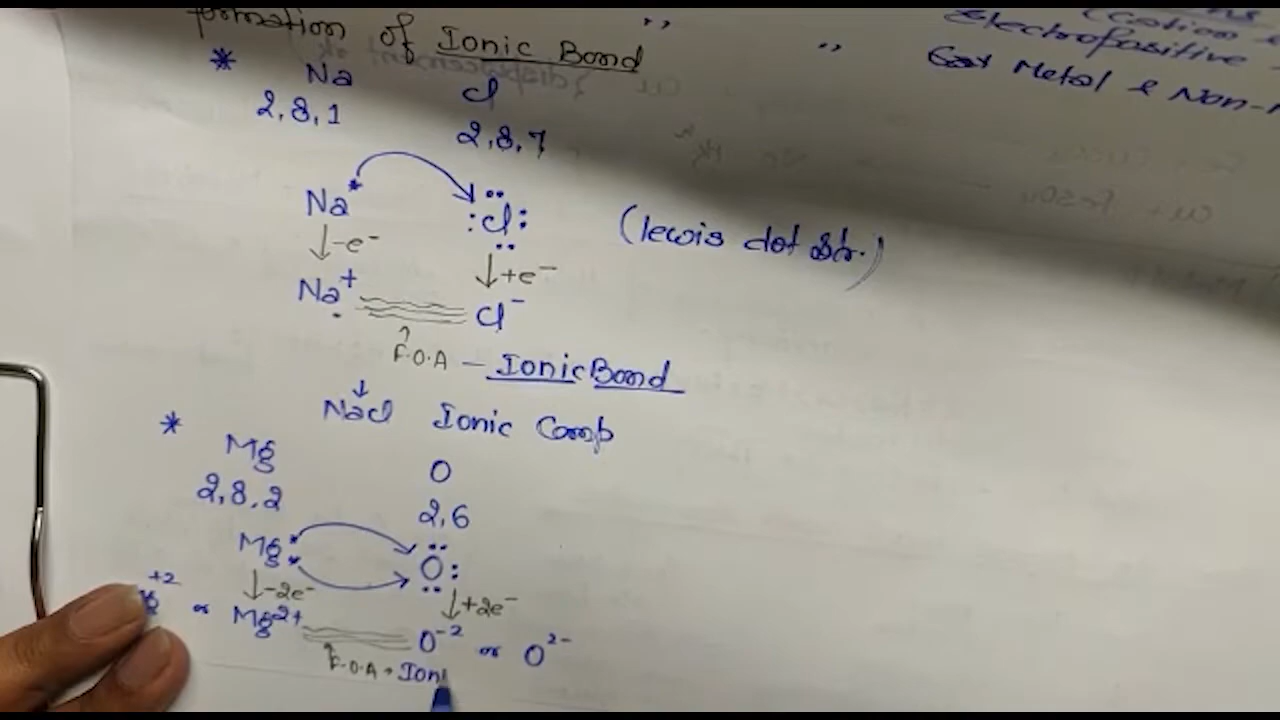 formation of Ionic Bond
(Cation &
Electropositive
Metal & Non-
* Na Cl
2,8,1 2,8,7
Na Cl (lewis dot str.)
↓-e⁻ ↓+e⁻
Na⁺ Cl⁻
F.O.A - Ionic Bond
↓
NaCl Ionic Comp
* Mg O
2,8,2 2,6
Mg O
↓-2e⁻ ↓+2e⁻
+2 or Mg²⁺ O⁻² or O²⁻
F.O.A → Ioni